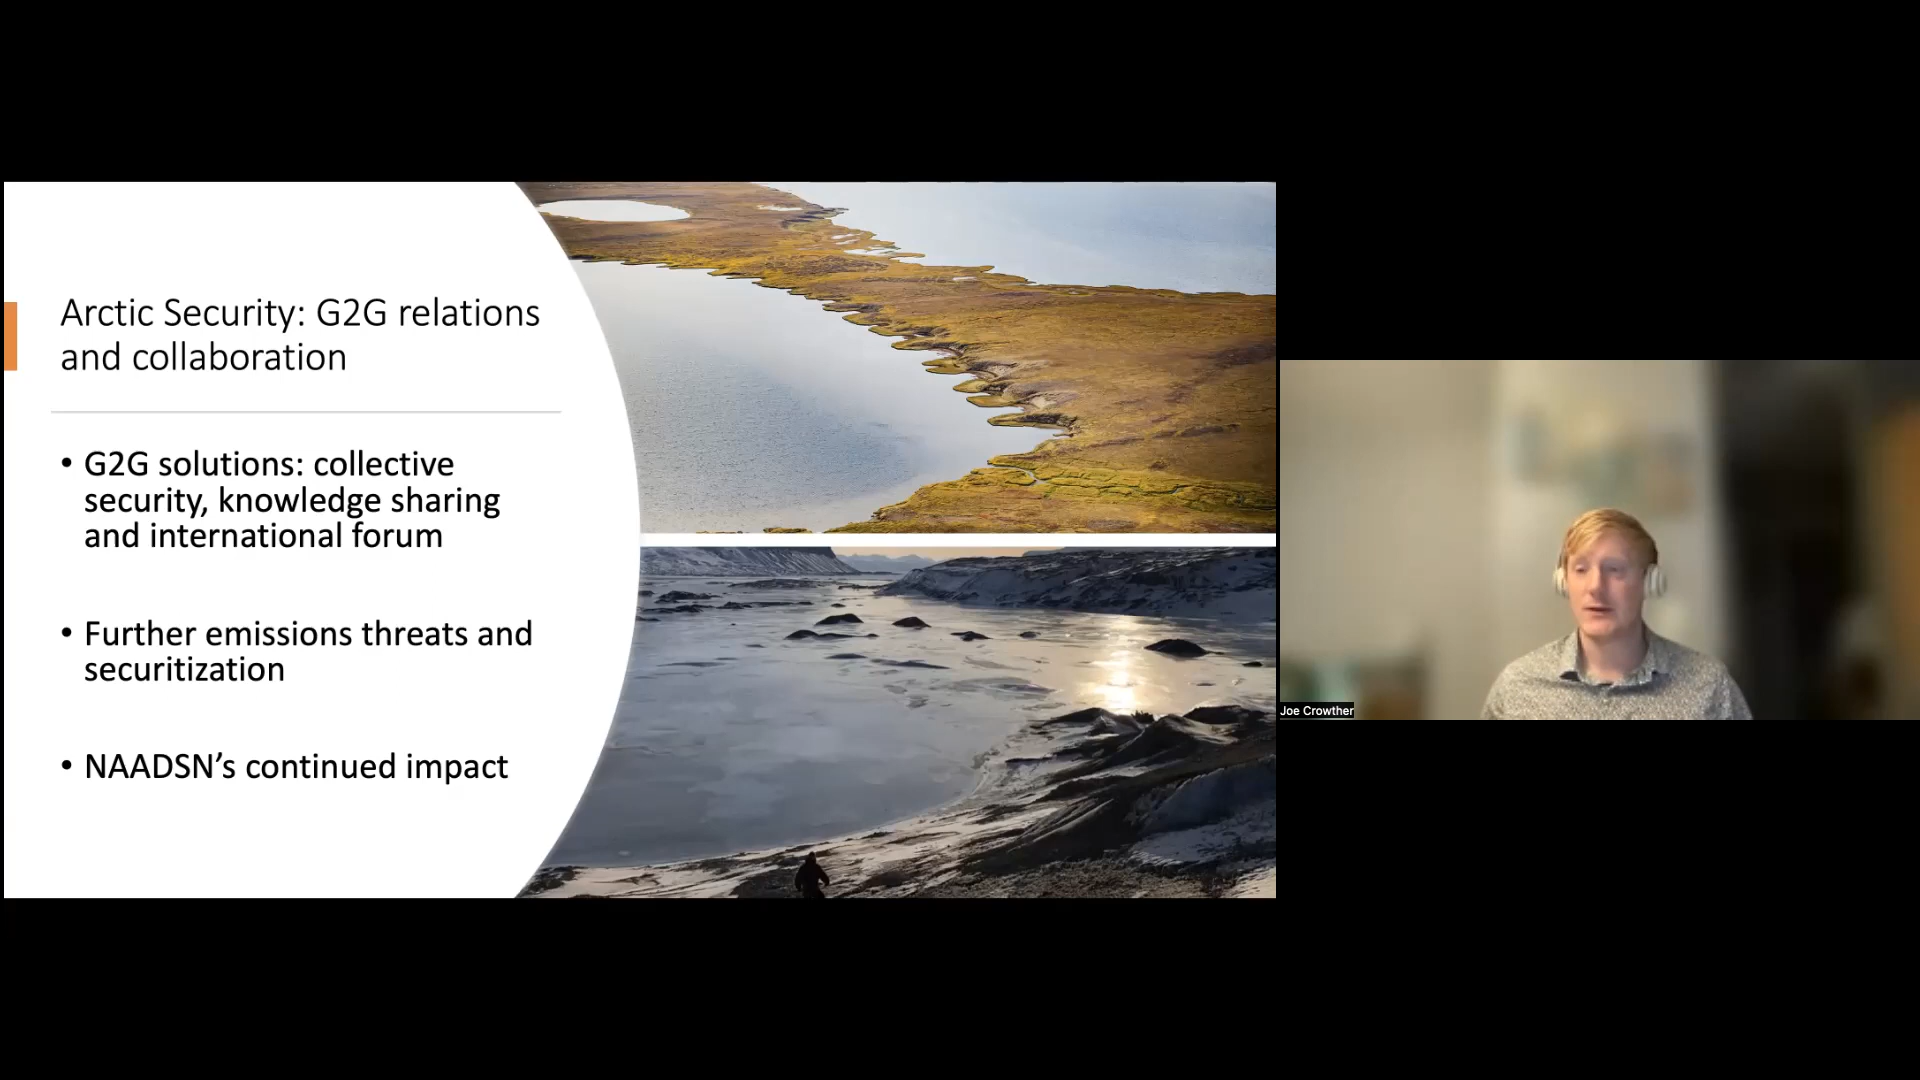 Arctic Security: G2G relations
and collaboration
• G2G solutions: collective
security, knowledge sharing
and international forum
• Further emissions threats and
securitization
• NAADSN’s continued impact
Joe Crowther